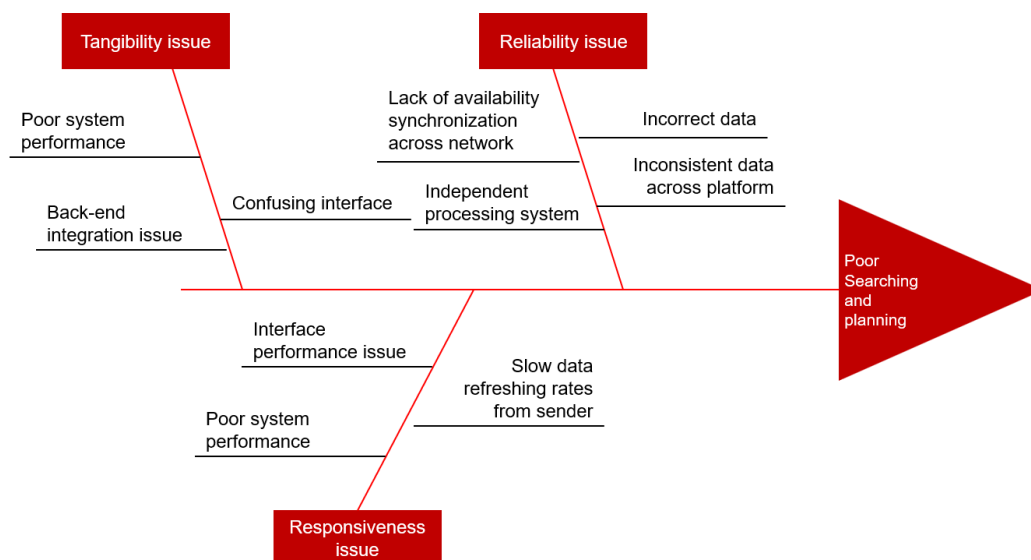 Tangibility issue
Reliability issue
Poor system
performance
Back-end
integration issue
Confusing interface
Lack of availability
synchronization
across network
Independent
processing system
Incorrect data
Inconsistent data
across platform
Poor
Searching
and
planning
Interface
performance issue
Poor system
performance
Slow data
refreshing rates
from sender
Responsiveness
issue